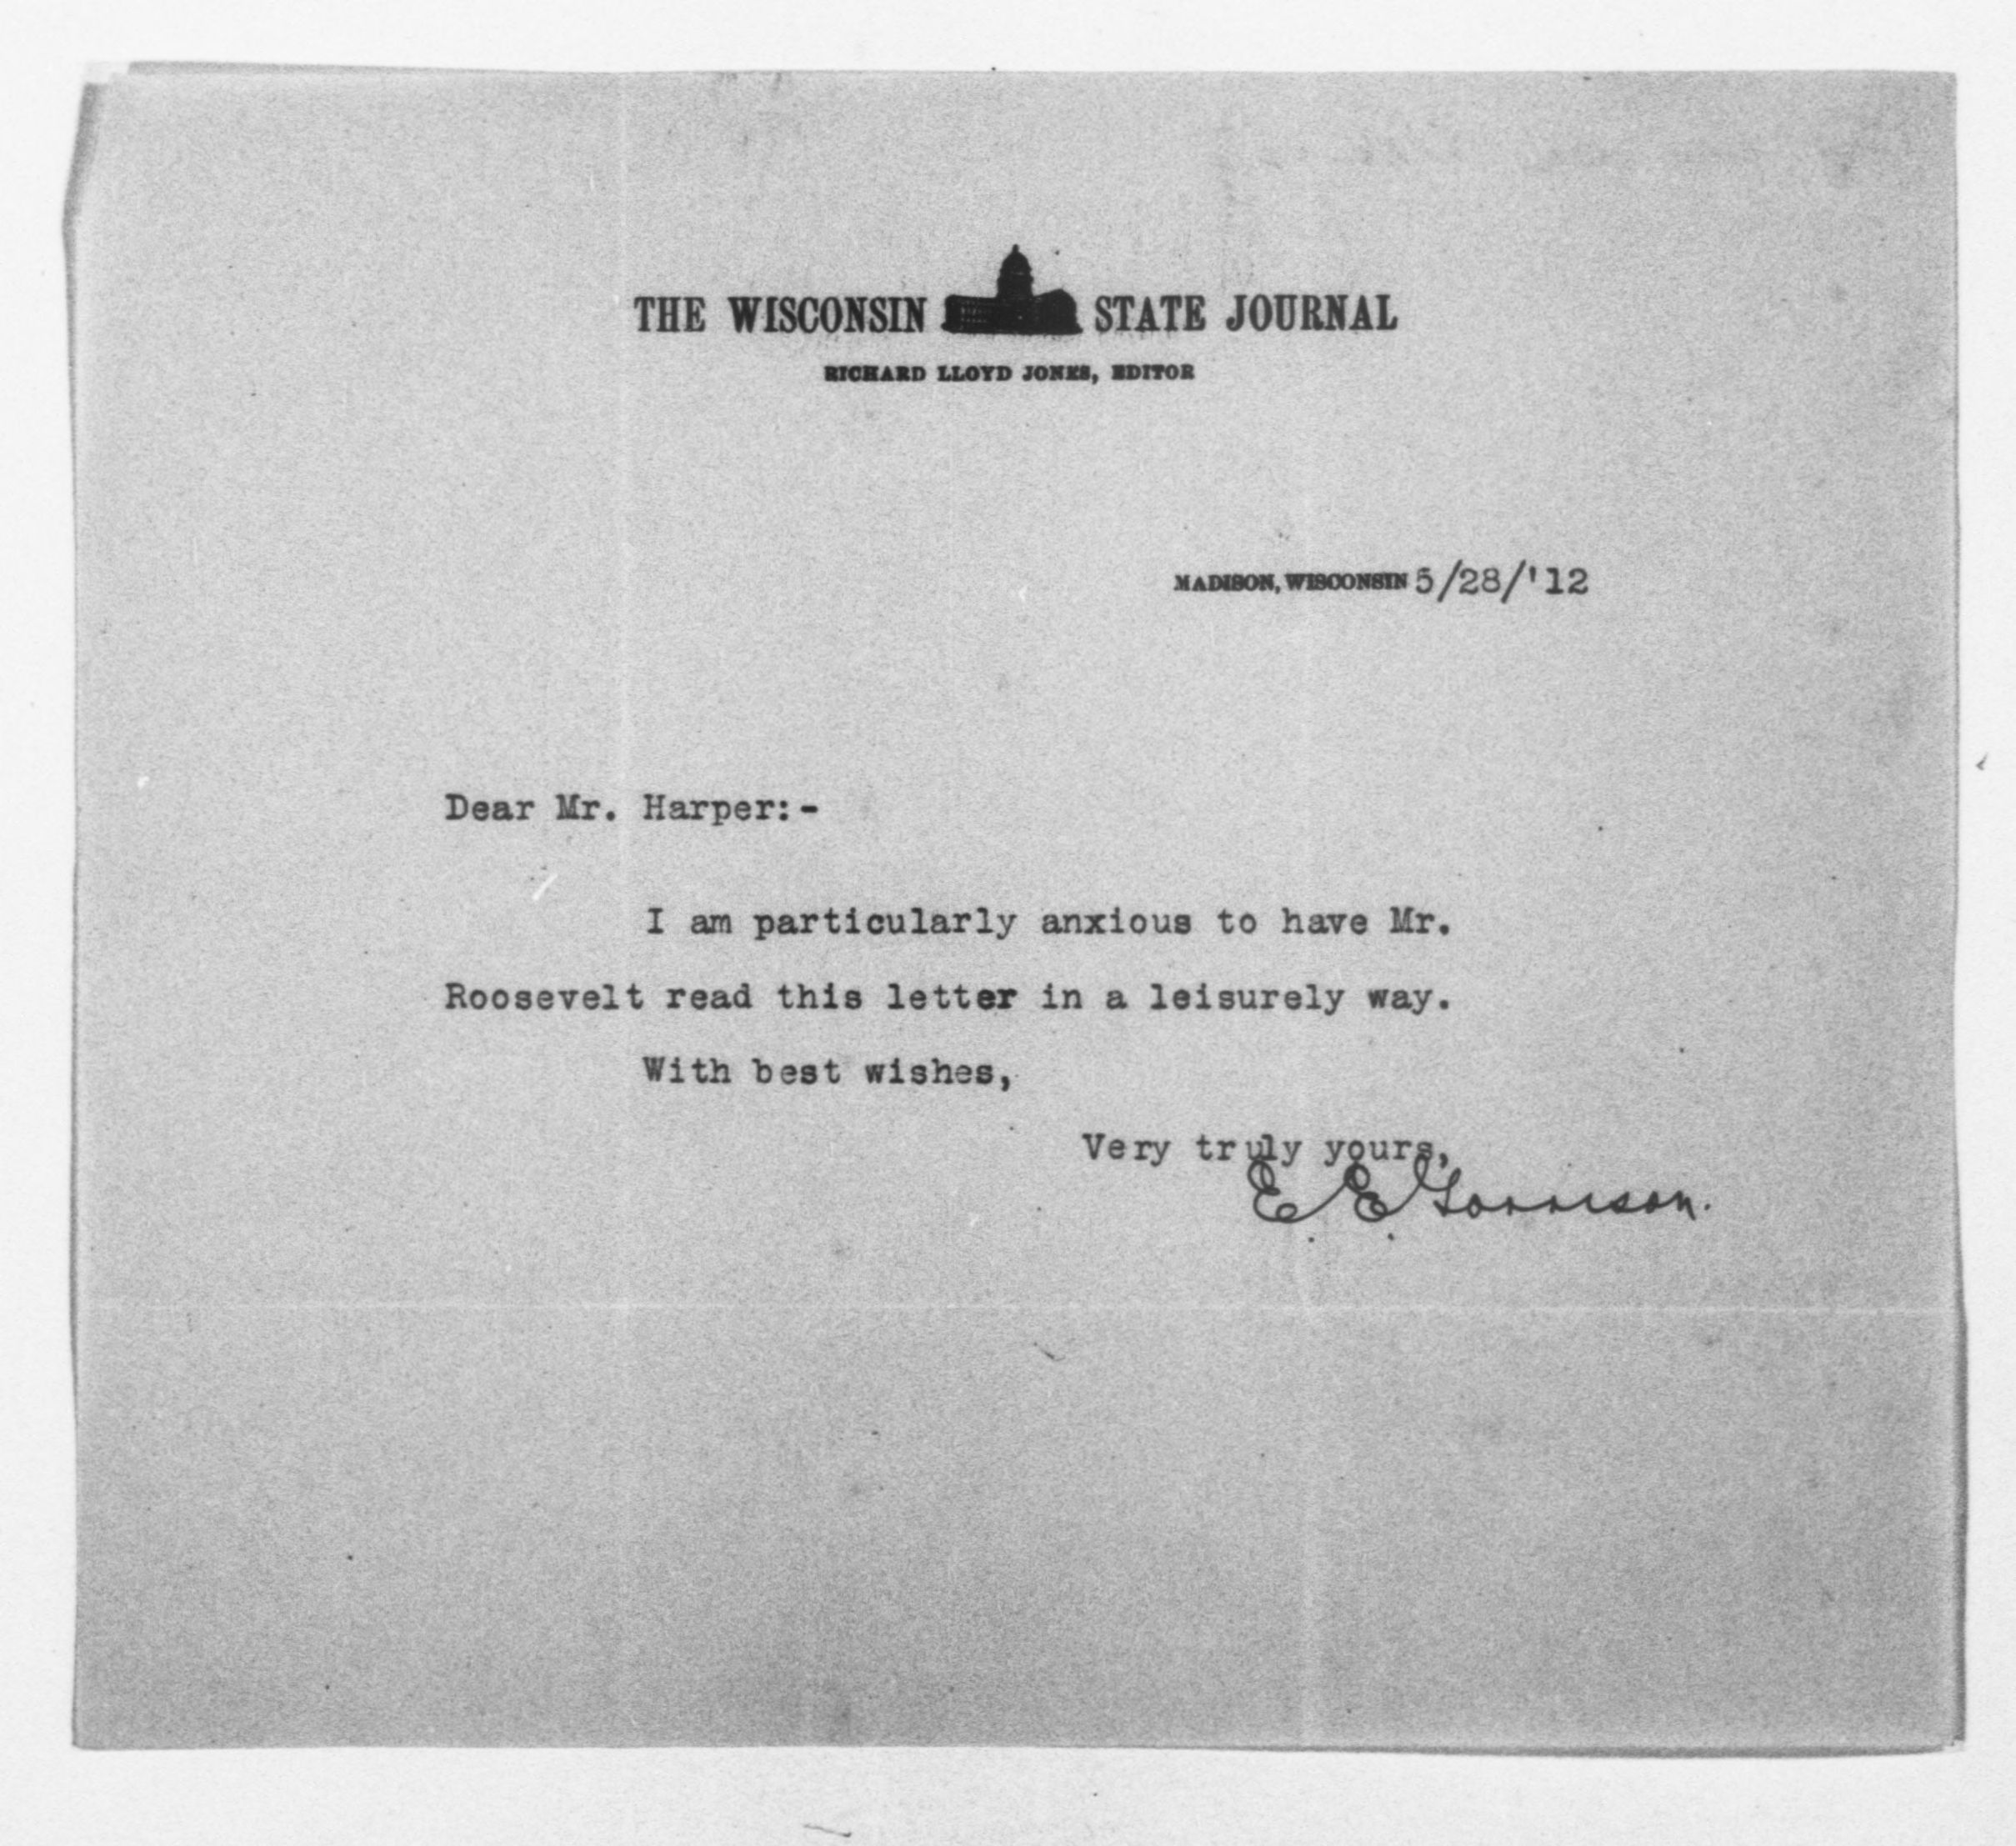 THE WISCONSIN STATE JOURNAL
RICHARD LLOYD JONES, EDITOR
MADISON, WISCONSIN 5/28/'12
Dear Mr. Harper:-
I am particularly anxious to have Mr.
Roosevelt read this letter in a leisurely way.
With best wishes,
Very truly yours,
E. E. Garrison.